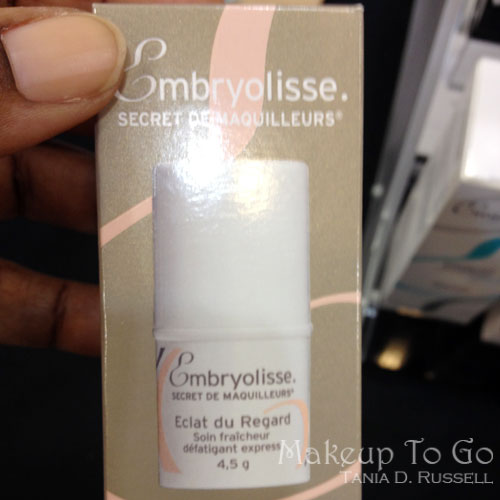 Embryolisse.
SECRET DE MAQUILLEURS®
Embryolisse.
SECRET DE MAQUILLEURS®
Eclat du Regard
Soin fraîcheur
défatigant express
4,5 g
Makeup To Go
TANIA D. RUSSELL